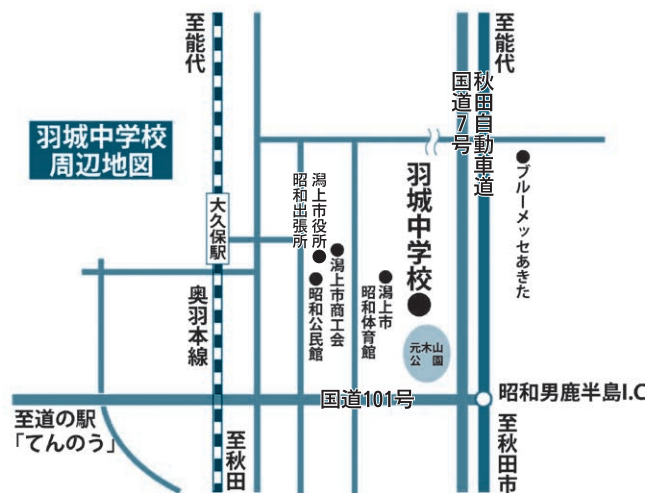 至能代
至能代
秋田自動車道
国道7号
羽城中学校
周辺地図
大久保駅
潟上市役所
昭和出張所
羽城中学校
ブルーメッセあきた
潟上市商工会
昭和公民館
潟上市
昭和体育館
奥羽本線
元木山
公園
国道101号
昭和男鹿半島I.C
至道の駅
「てんのう」
至秋田
至秋田市